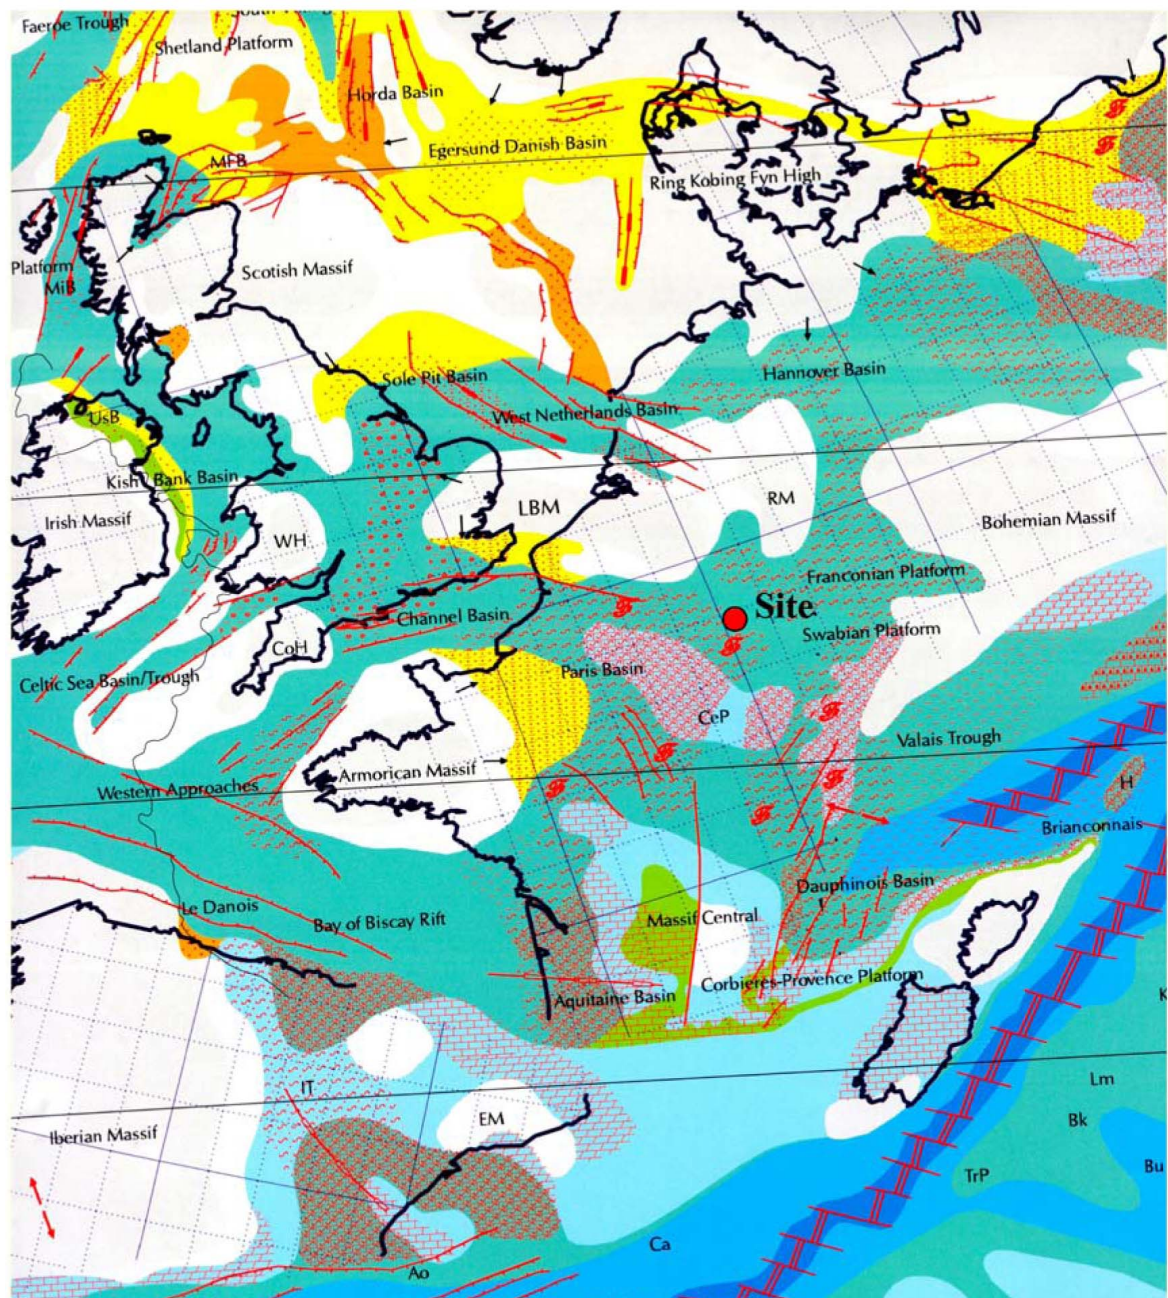 Faeroe Trough
Shetland Platform
Horda Basin
MFB
Egersund Danish Basin
Ring Kobing Fyn High
Platform
MiB
Scotish Massif
Sole Pit Basin
Hannover Basin
West Netherlands Basin
UsB
Kish Bank Basin
Irish Massif
WH
LBM
RM
Bohemian Massif
Franconian Platform
Site
Channel Basin
Swabian Platform
CoH
Celtic Sea Basin/Trough
Paris Basin
CeP
Valais Trough
Armorican Massif
Western Approaches
H
Brianconnais
Dauphinois Basin
Le Danois
Bay of Biscay Rift
Massif Central
Corbieres-Provence Platform
Aquitaine Basin
K
IT
Lm
Iberian Massif
EM
Bk
TrP
Bu
Ca
Ao